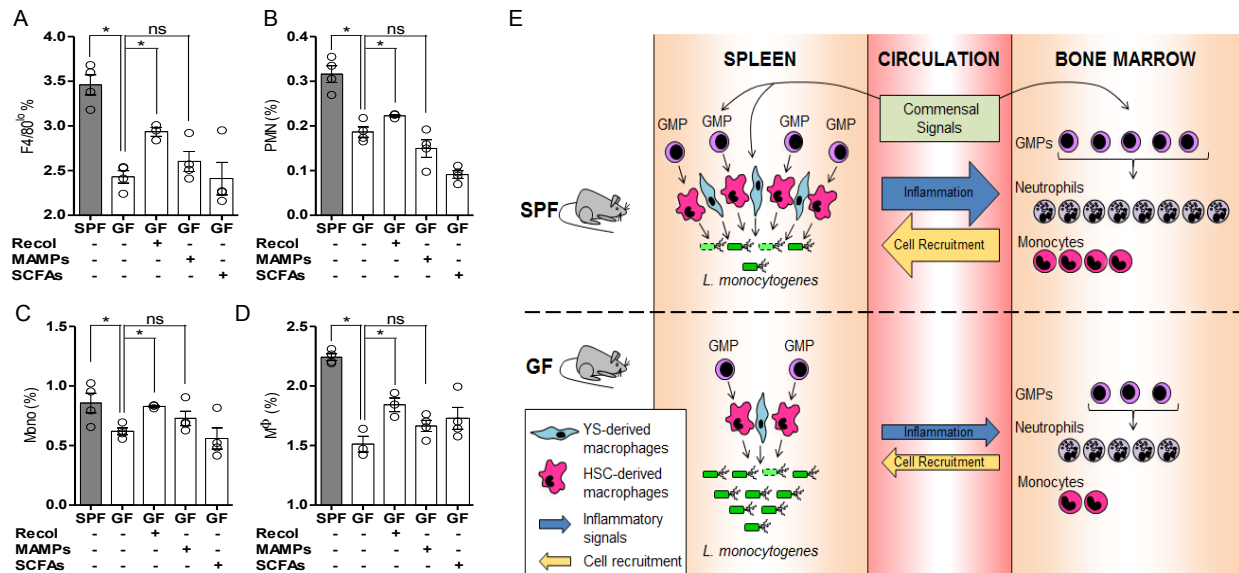 A
* ns
*
F4/80lo %
4.0
3.5
3.0
2.5
2.0
SPF GF GF GF GF
Recol - - + - -
MAMPs - - - + -
SCFAs - - - - +
B
* ns
*
PMN (%)
0.4
0.3
0.2
0.1
0.0
SPF GF GF GF GF
Recol - - + - -
MAMPs - - - + -
SCFAs - - - - +
C
* ns
*
Mono (%)
1.5
1.0
0.5
0.0
SPF GF GF GF GF
Recol - - + - -
MAMPs - - - + -
SCFAs - - - - +
D
* ns
*
MΦ (%)
2.5
2.0
1.5
1.0
SPF GF GF GF GF
Recol - - + - -
MAMPs - - - + -
SCFAs - - - - +
E
SPLEEN CIRCULATION BONE MARROW
Commensal
Signals
GMP GMP GMP GMP
GMPs
SPF
Inflammation
Neutrophils
Cell Recruitment
Monocytes
L. monocytogenes
GF
GMP GMP
GMPs
Inflammation
Neutrophils
Cell Recruitment
Monocytes
L. monocytogenes
YS-derived
macrophages
HSC-derived
macrophages
Inflammatory
signals
Cell recruitment